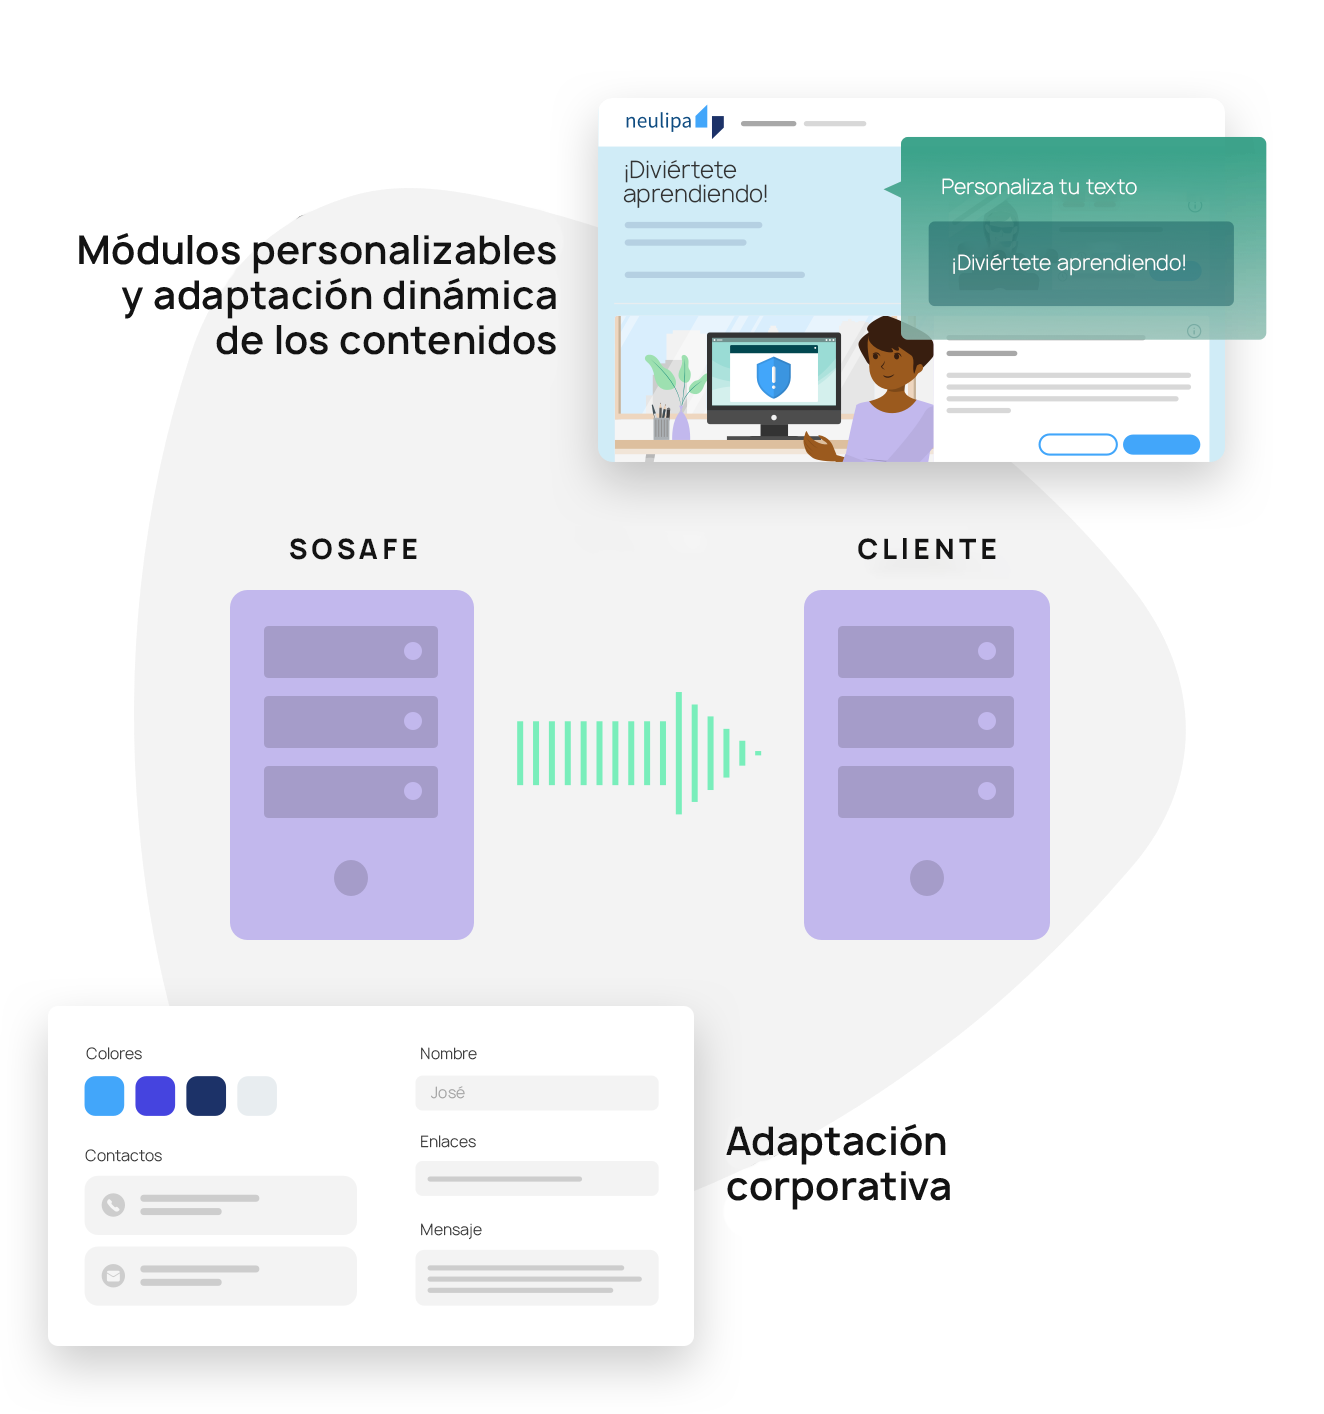 neulipa
¡Diviértete
aprendiendo!
Personaliza tu texto
¡Diviértete aprendiendo!
Módulos personalizables
y adaptación dinámica
de los contenidos
SOSAFE
CLIENTE
Colores
Contactos
Nombre
José
Enlaces
Mensaje
Adaptación
corporativa